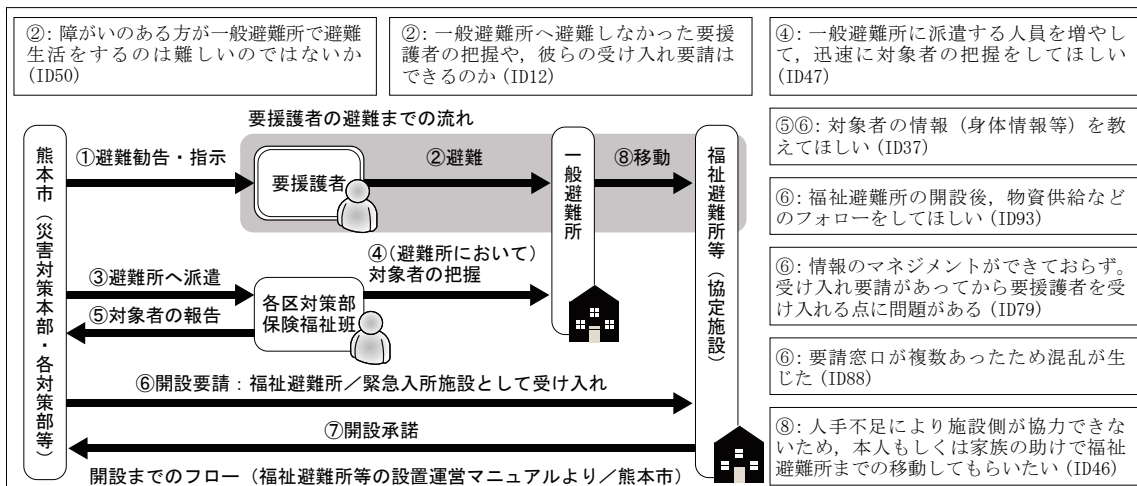 ②: 障がいのある方が一般避難所で避難
生活をするのは難しいのではないか
(ID50)
②: 一般避難所へ避難しなかった要援
護者の把握や，彼らの受け入れ要請は
できるのか (ID12)
④: 一般避難所に派遣する人員を増やし
て，迅速に対象者の把握をしてほしい
(ID47)
⑤⑥: 対象者の情報（身体情報等）を教
えてほしい (ID37)
⑥: 福祉避難所の開設後，物資供給など
のフォローをしてほしい (ID93)
⑥: 情報のマネジメントができておらず。
受け入れ要請があってから要援護者を受
け入れる点に問題がある (ID79)
⑥: 要請窓口が複数あったため混乱が生
じた (ID88)
⑧: 人手不足により施設側が協力できな
いため，本人もしくは家族の助けで福祉
避難所までの移動してもらいたい (ID46)
要援護者の避難までの流れ
熊本市（災害対策本部・各対策部等）
①避難勧告・指示
要援護者
②避難
一般避難所
⑧移動
福祉避難所等（協定施設）
③避難所へ派遣
⑤対象者の報告
各区対策部
保険福祉班
④(避難所において)
対象者の把握
⑥開設要請：福祉避難所／緊急入所施設として受け入れ
⑦開設承諾
開設までのフロー（福祉避難所等の設置運営マニュアルより／熊本市）